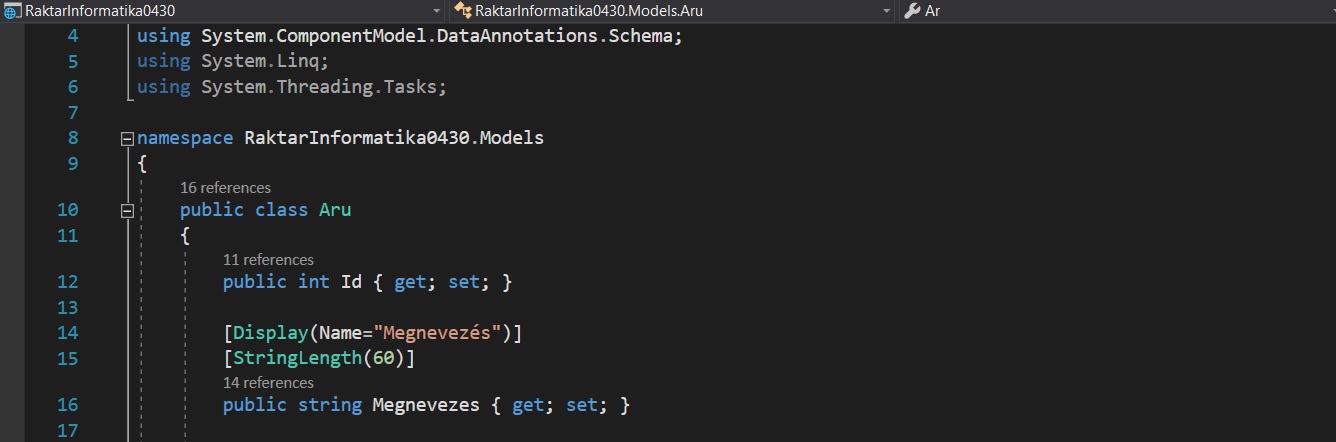 RaktarInformatika0430 RaktarInformatika0430.Models.Aru Ar
4 using System.ComponentModel.DataAnnotations.Schema;
5 using System.Linq;
6 using System.Threading.Tasks;
7
8 namespace RaktarInformatika0430.Models
9 {
16 references
10 public class Aru
11 {
11 references
12 public int Id { get; set; }
13
14 [Display(Name="Megnevezés")]
15 [StringLength(60)]
14 references
16 public string Megnevezes { get; set; }
17